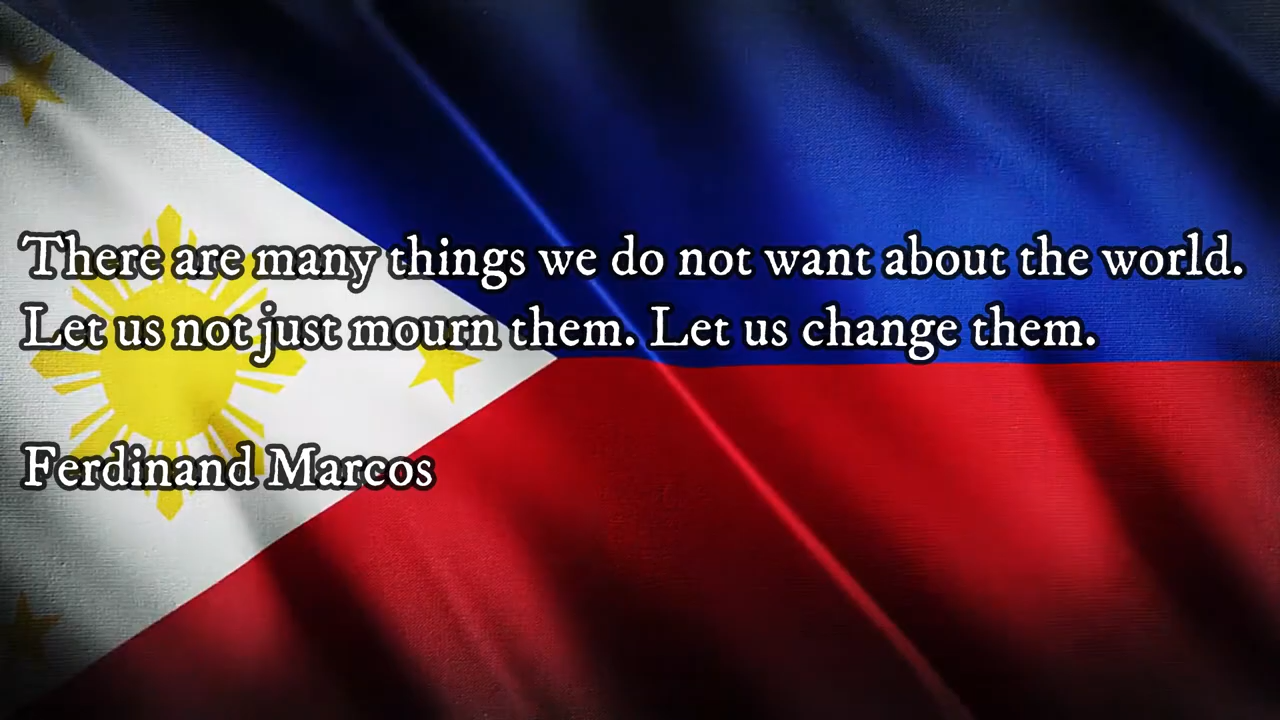 There are many things we do not want about the world.
Let us not just mourn them. Let us change them.
Ferdinand Marcos